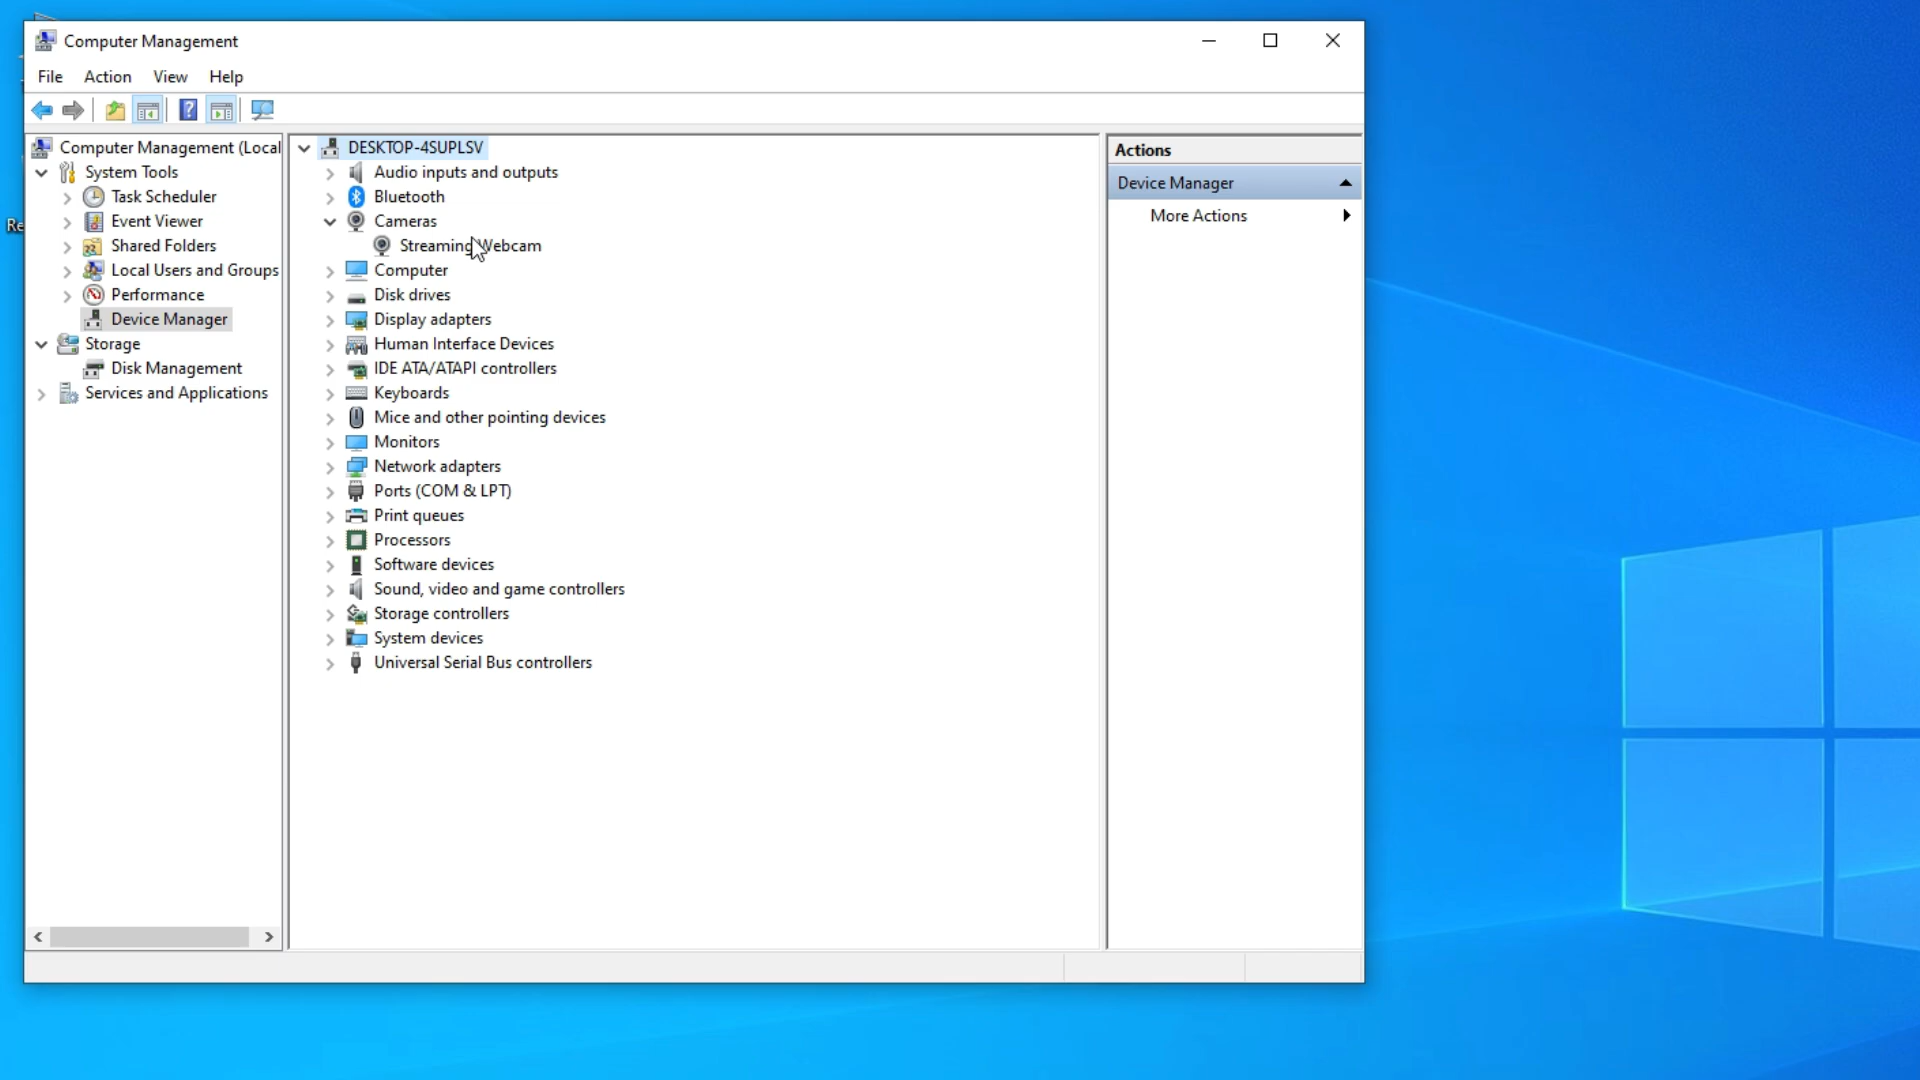 Computer Management
File Action View Help
Computer Management (Local
System Tools
Task Scheduler
Event Viewer
Shared Folders
Local Users and Groups
Performance
Device Manager
Storage
Disk Management
Services and Applications
DESKTOP-4SUPLSV
Audio inputs and outputs
Bluetooth
Cameras
Streaming Webcam
Computer
Disk drives
Display adapters
Human Interface Devices
IDE ATA/ATAPI controllers
Keyboards
Mice and other pointing devices
Monitors
Network adapters
Ports (COM & LPT)
Print queues
Processors
Software devices
Sound, video and game controllers
Storage controllers
System devices
Universal Serial Bus controllers
Actions
Device Manager
More Actions
Re